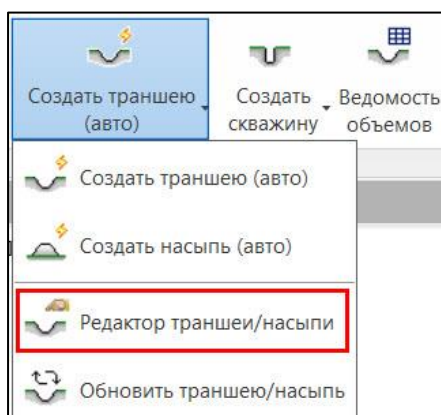 Создать траншею (авто)
Создать скважину
Ведомость объемов
Создать траншею (авто)
Создать насыпь (авто)
Редактор траншеи/насыпи
Обновить траншею/насыпь